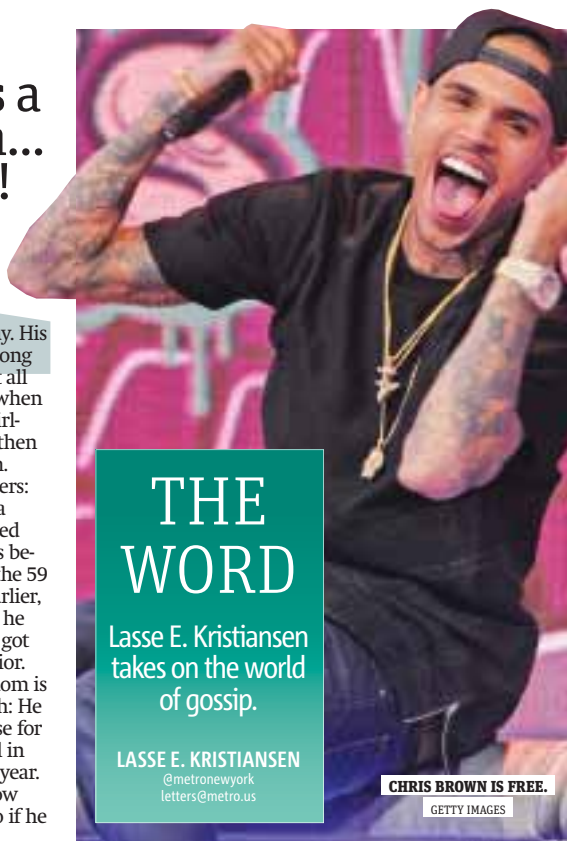 s a
n...
!
y. His
ong
t all
when
irl-
then
n.
ers:
a
ed
s be-
he 59
rlier,
he
got
ior.
om is
h: He
se for
l in
year.
ow
o if he
THE
WORD
Lasse E. Kristiansen
takes on the world
of gossip.
LASSE E. KRISTIANSEN
@metronewyork
letters@metro.us
CHRIS BROWN IS FREE.
GETTY IMAGES